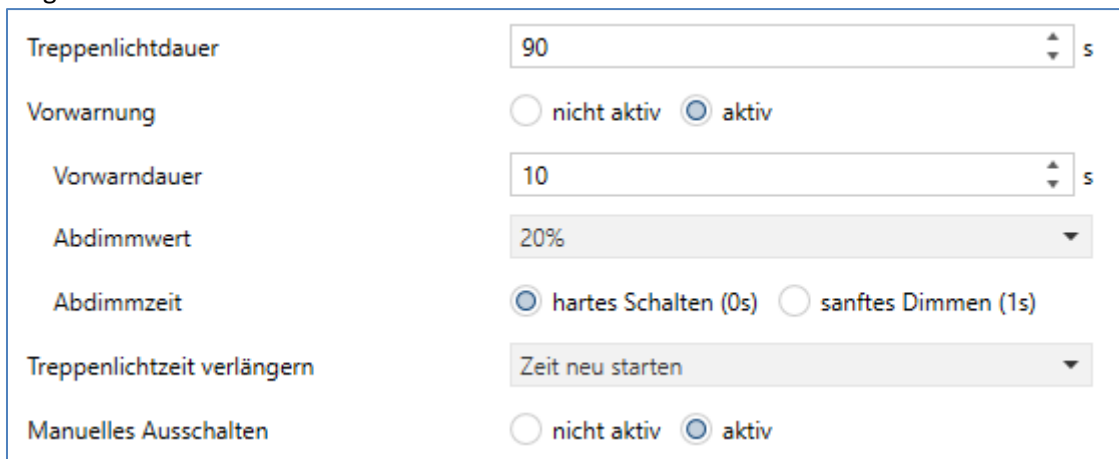 Treppenlichtdauer 90 s
Vorwarnung nicht aktiv aktiv
Vorwarndauer 10 s
Abdimmwert 20%
Abdimmzeit hartes Schalten (0s) sanftes Dimmen (1s)
Treppenlichtzeit verlängern Zeit neu starten
Manuelles Ausschalten nicht aktiv aktiv